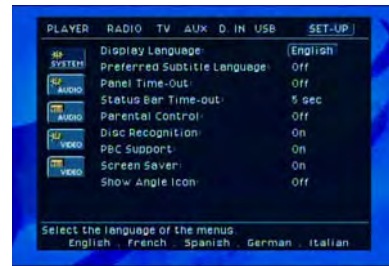 PLAYER RADIO TV AUX D. IN USB SET-UP
SYSTEM
AUDIO
AUDIO
VIDEO
VIDEO
Display Language: English
Preferred Subtitle Language: Off
Panel Time-Out: Off
Status Bar Time-out: 5 sec
Parental Control: Off
Disc Recognition: On
PBC Support: On
Screen Saver: On
Show Angle Icon: Off
Select the language of the menus.
English . French . Spanish . German . Italian